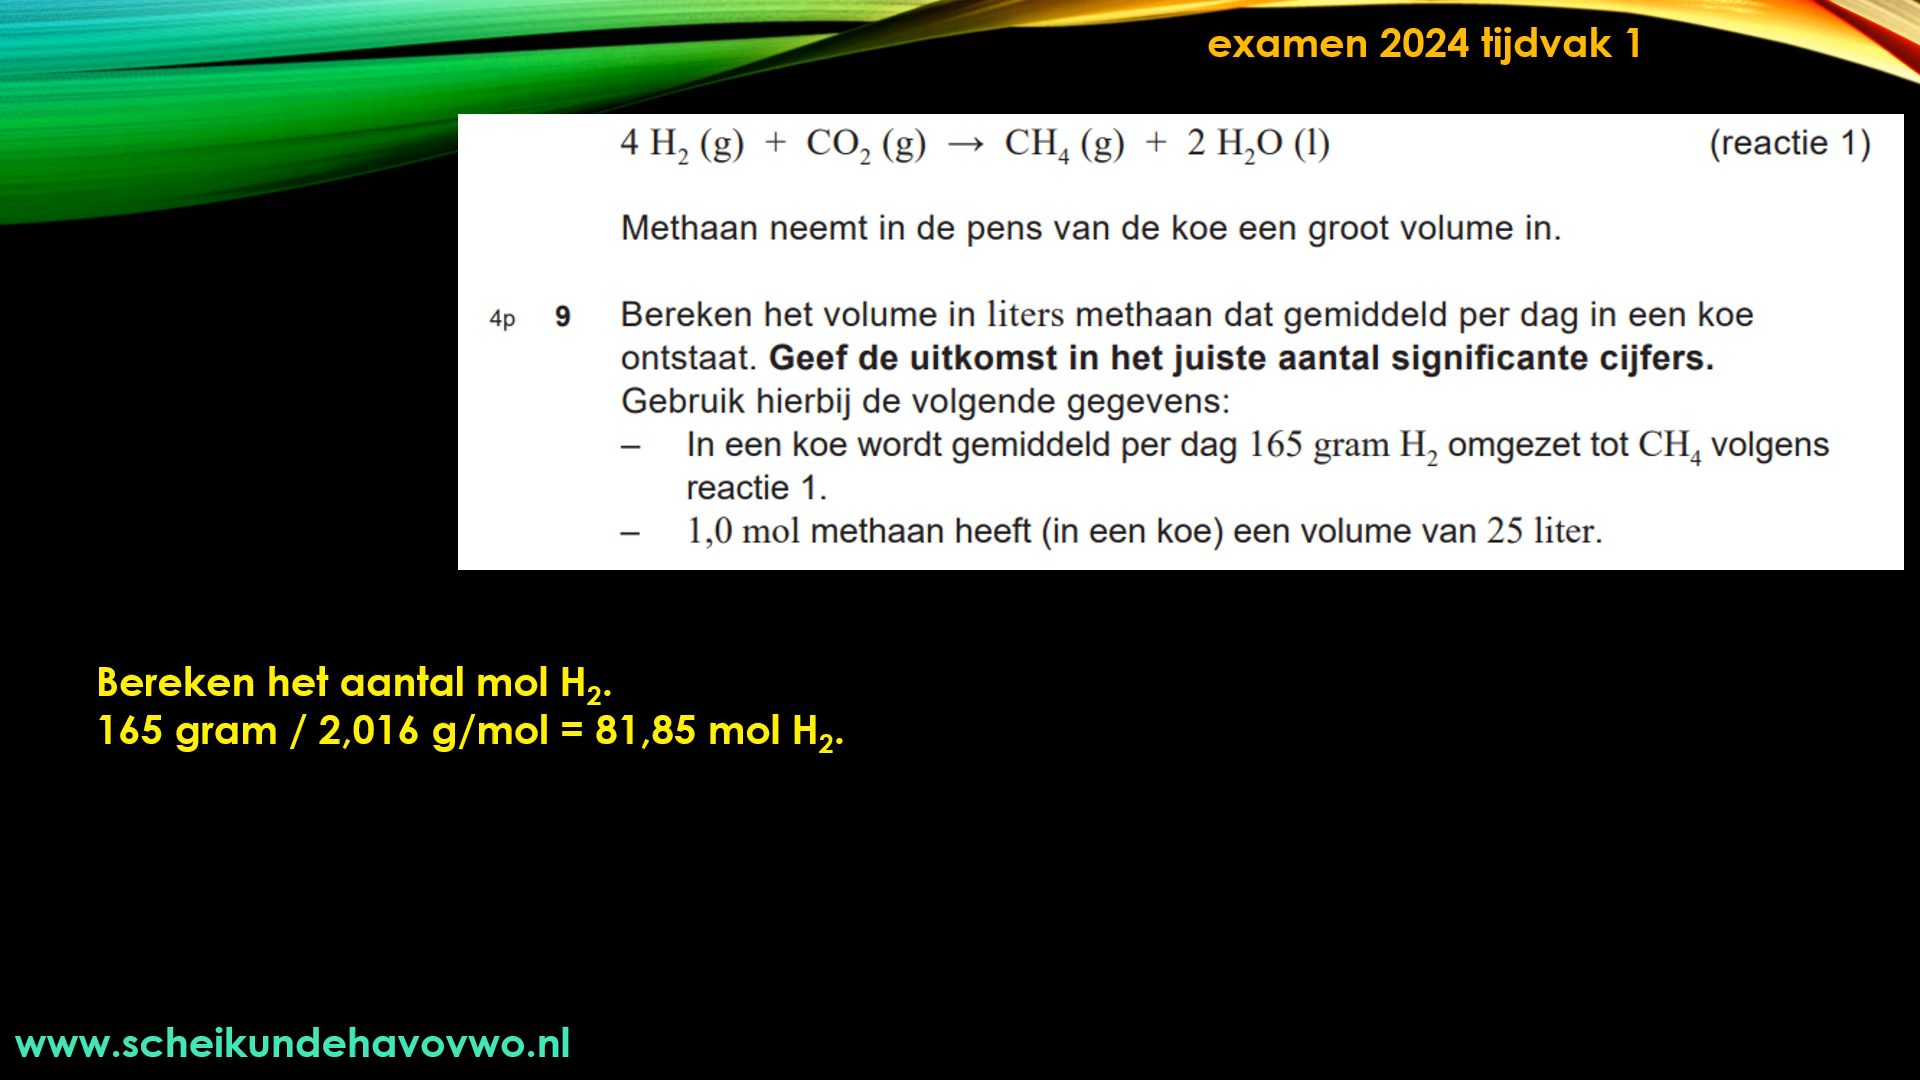 examen 2024 tijdvak 1
4 H₂ (g) + CO₂ (g) → CH₄ (g) + 2 H₂O (l) (reactie 1)
Methaan neemt in de pens van de koe een groot volume in.
4p 9 Bereken het volume in liters methaan dat gemiddeld per dag in een koe
ontstaat. Geef de uitkomst in het juiste aantal significante cijfers.
Gebruik hierbij de volgende gegevens:
– In een koe wordt gemiddeld per dag 165 gram H₂ omgezet tot CH₄ volgens
reactie 1.
– 1,0 mol methaan heeft (in een koe) een volume van 25 liter.
Bereken het aantal mol H₂.
165 gram / 2,016 g/mol = 81,85 mol H₂.
www.scheikundehavovwo.nl